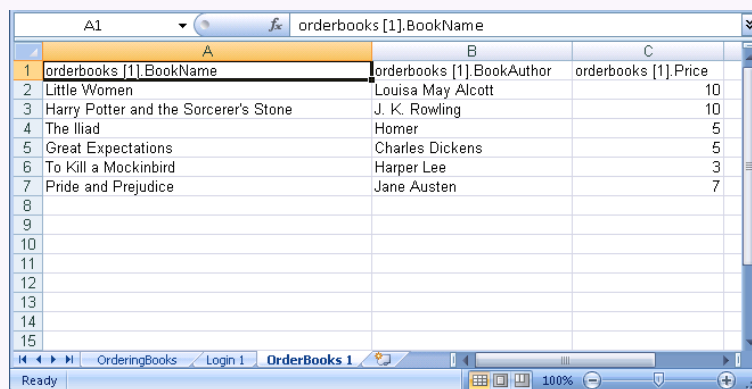 A1 fx orderbooks [1].BookName
A B C
1 orderbooks [1].BookName orderbooks [1].BookAuthor orderbooks [1].Price
2 Little Women Louisa May Alcott 10
3 Harry Potter and the Sorcerer's Stone J. K. Rowling 10
4 The Iliad Homer 5
5 Great Expectations Charles Dickens 5
6 To Kill a Mockinbird Harper Lee 3
7 Pride and Prejudice Jane Austen 7
8
9
10
11
12
13
14
15
OrderingBooks Login 1 OrderBooks 1
Ready 100%